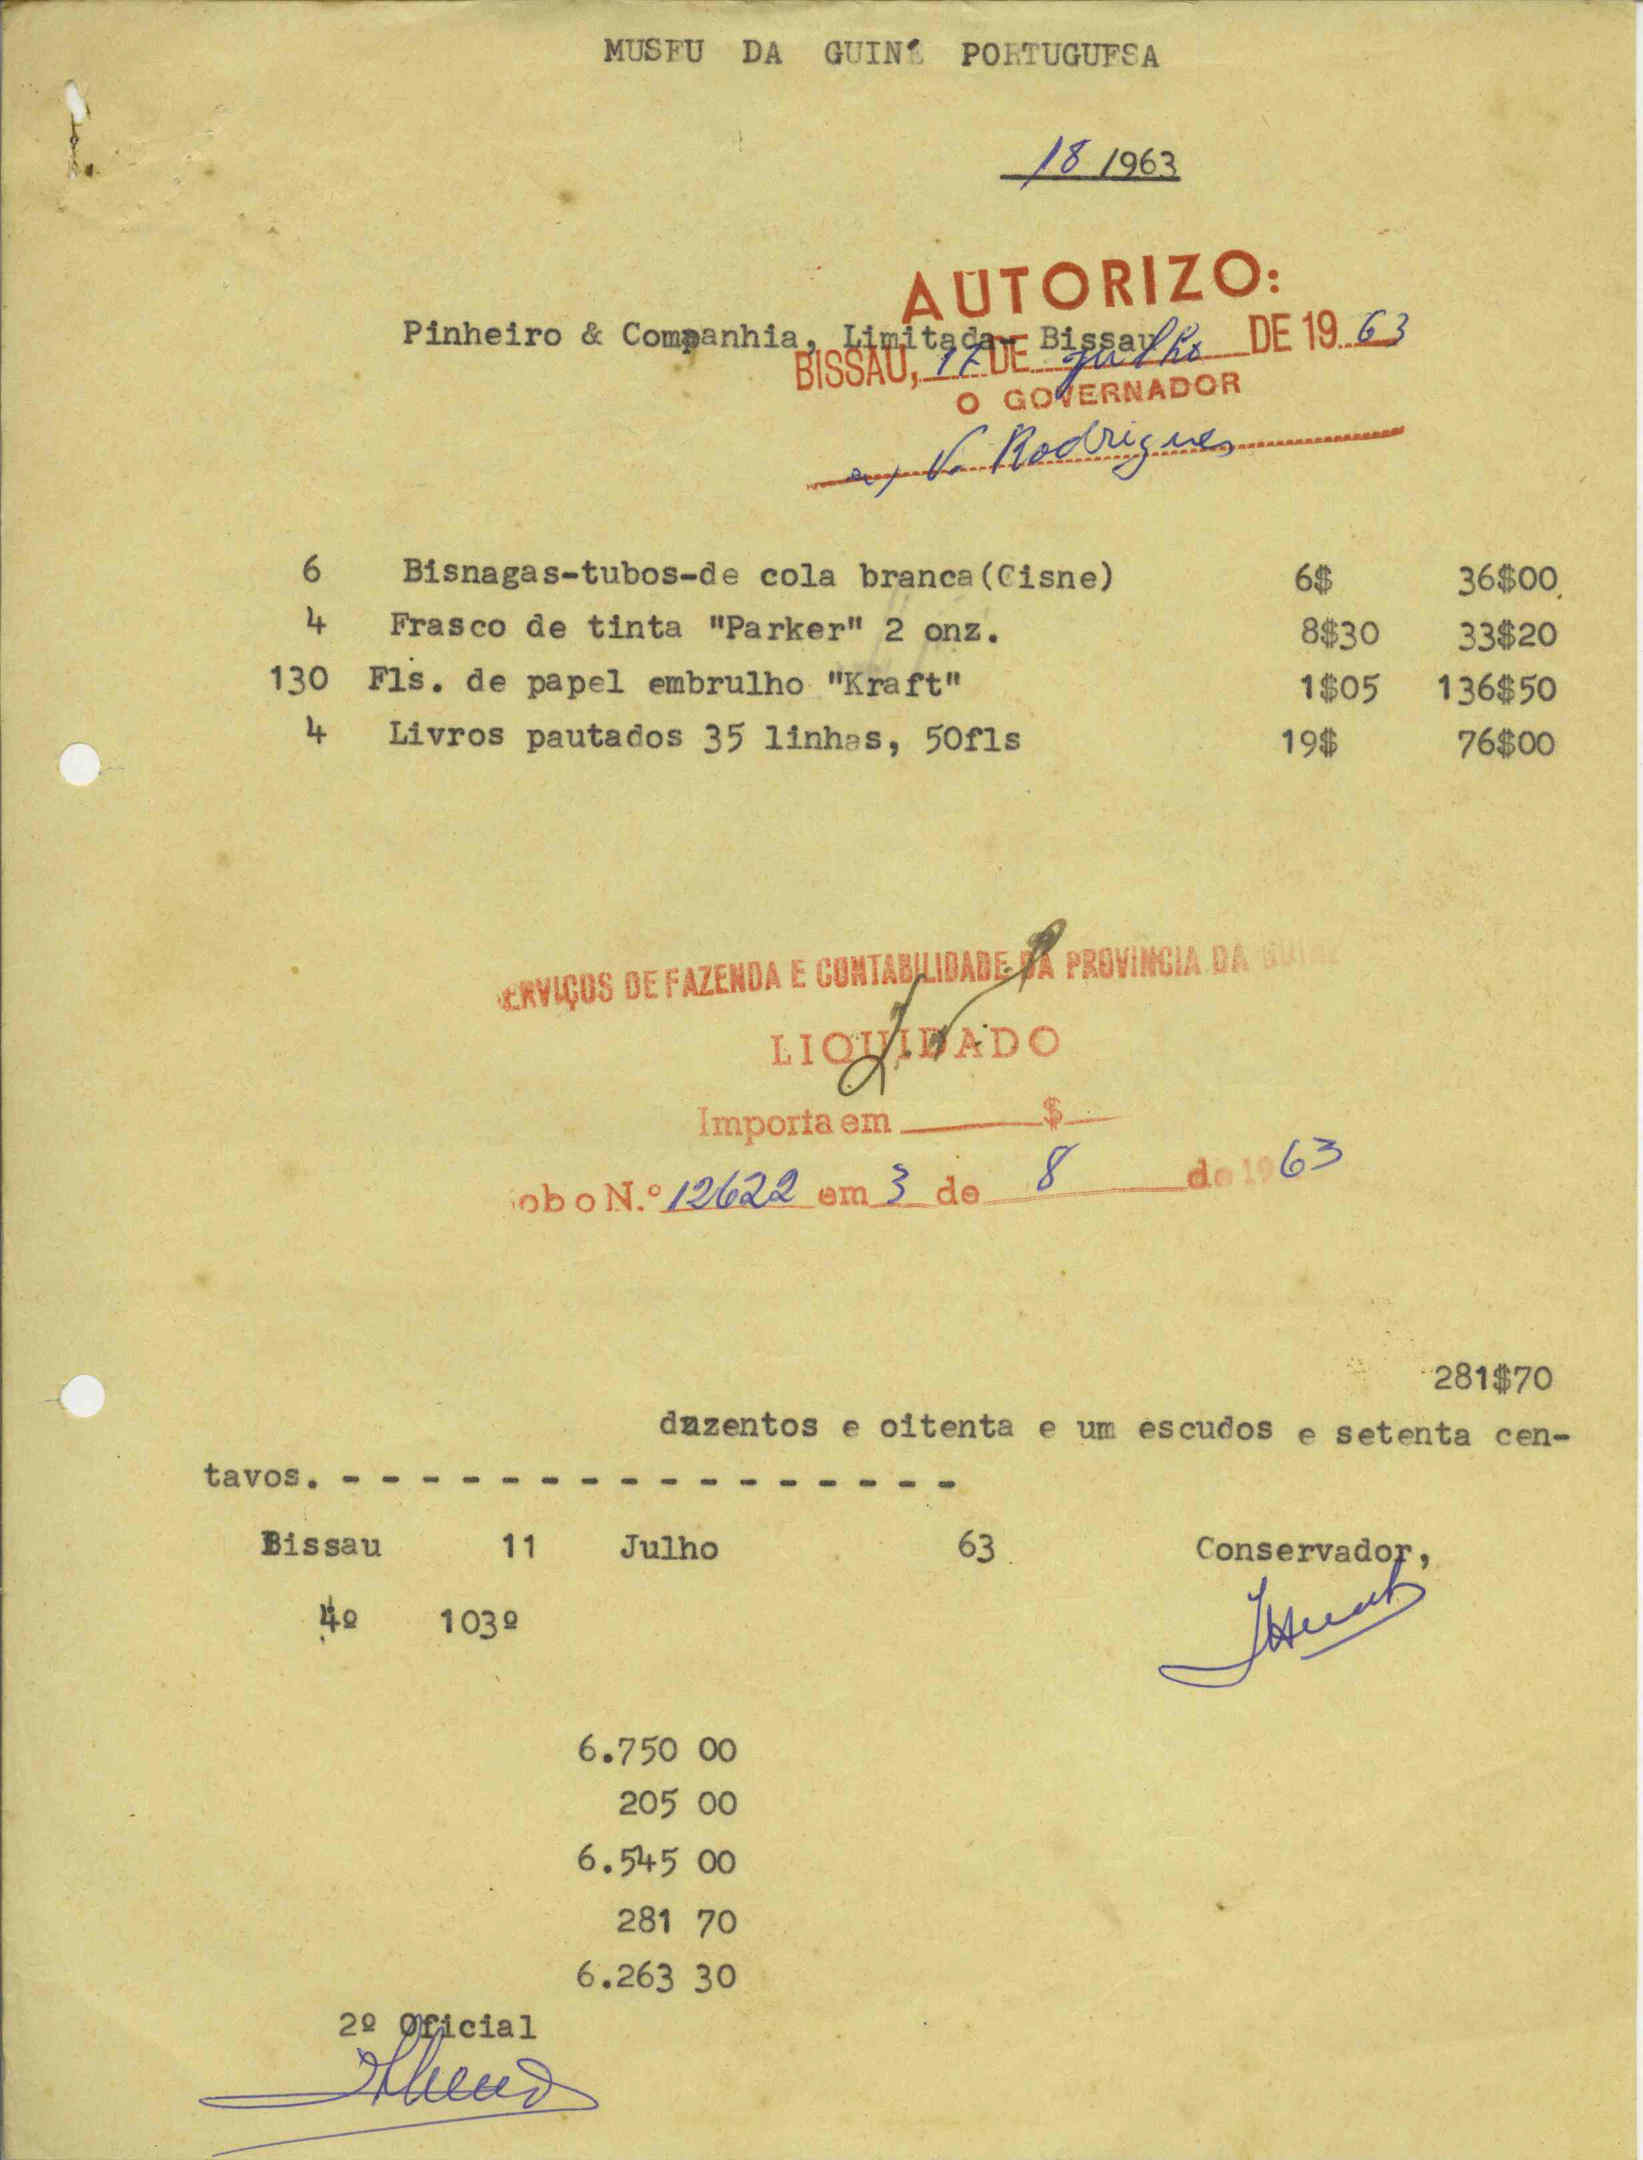 MUSEU DA GUINÉ PORTUGUESA
18 /963
AUTORIZO:
Pinheiro & Companhia, Limitada- Bissau
BISSAU, 17 DE Julho DE 19 63
O GOVERNADOR
a) V. Rodrigues
6 Bisnagas-tubos-de cola branca(Cisne) 6$ 36$00
4 Frasco de tinta "Parker" 2 onz. 8$30 33$20
130 Fls. de papel embrulho "Kraft" 1$05 136$50
4 Livros pautados 35 linhas, 50fls 19$ 76$00
SERVIÇOS DE FAZENDA E CONTABILIDADE DA PROVINCIA DA GUINÉ
LIQUIDADO
Importa em $
obo N.º 12622 em 3 de 8 de 1963
281$70
duzentos e oitenta e um escudos e setenta cen-
tavos. - - - - - - - - - - - - - - - -
Bissau 11 Julho 63 Conservador,
4º 103º
6.750 00
205 00
6.545 00
281 70
6.263 30
2º Oficial